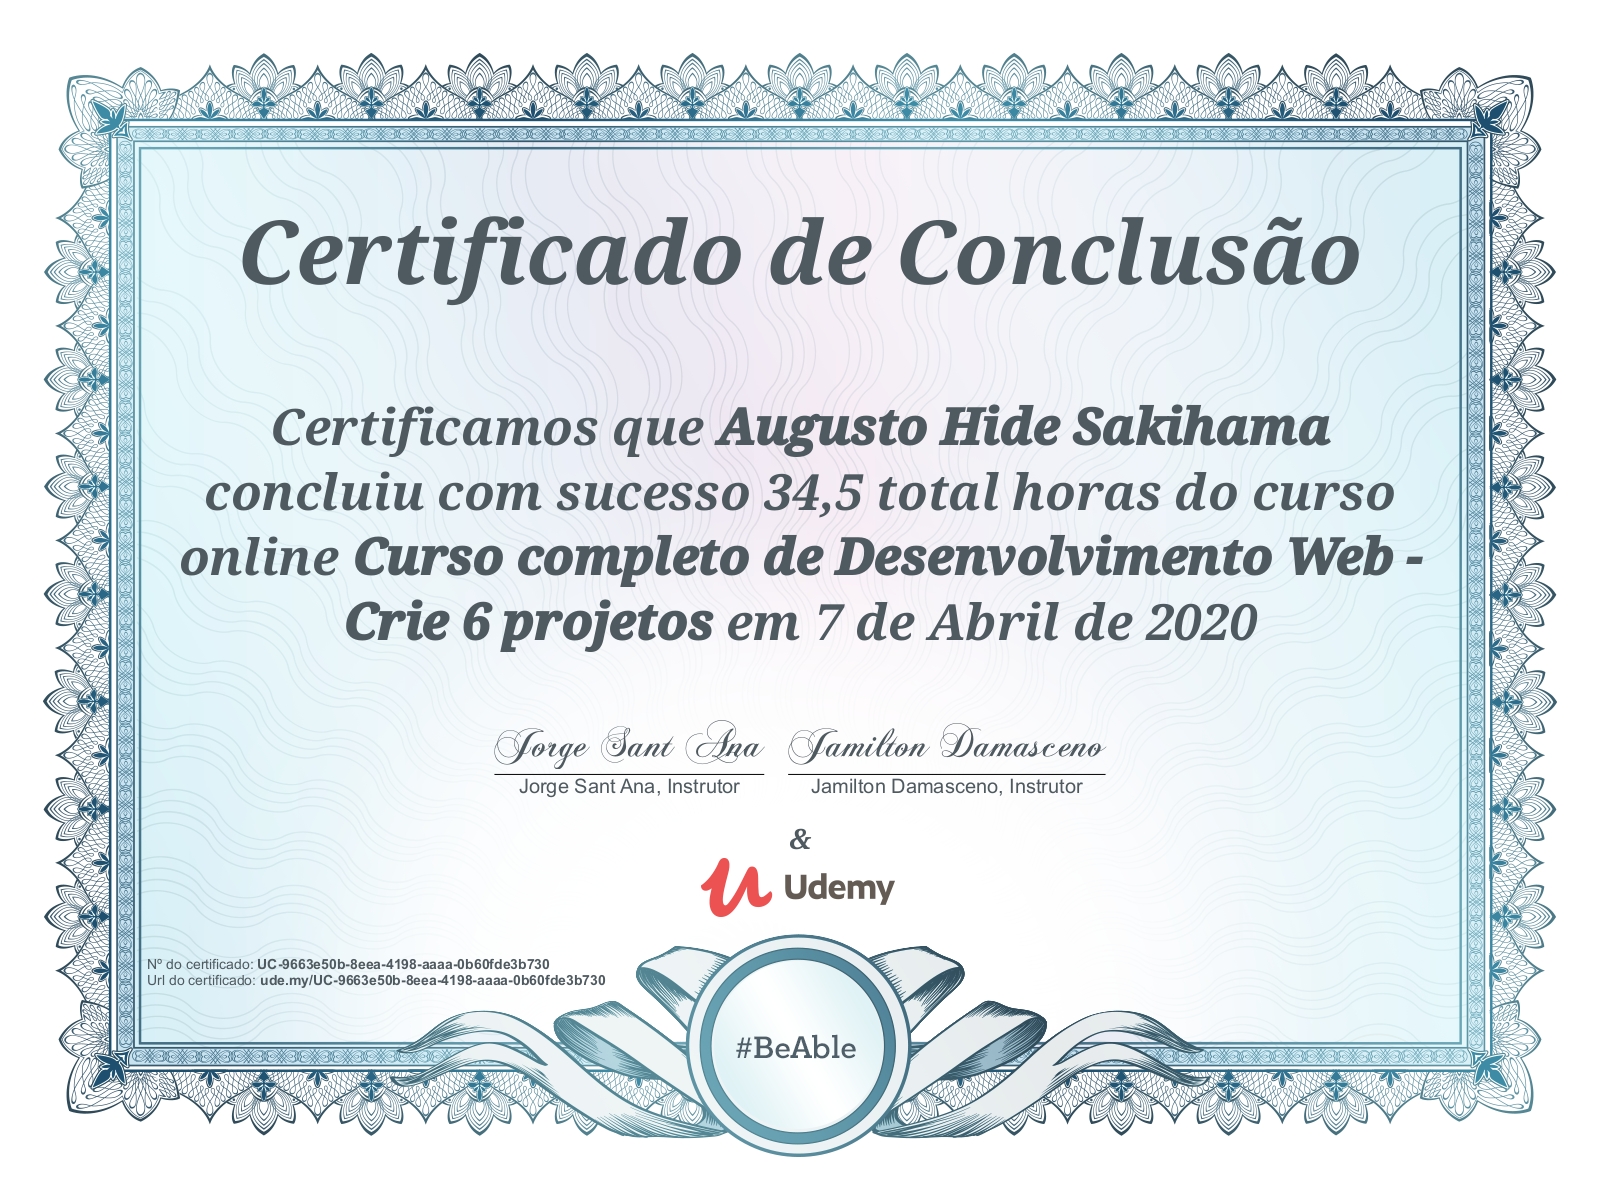 Certificado de Conclusão
Certificamos que Augusto Hide Sakihama
concluiu com sucesso 34,5 total horas do curso
online Curso completo de Desenvolvimento Web -
Crie 6 projetos em 7 de Abril de 2020
Jorge Sant Ana Jamilton Damasceno
Jorge Sant Ana, Instrutor Jamilton Damasceno, Instrutor
&
Udemy
Nº do certificado: UC-9663e50b-8eea-4198-aaaa-0b60fde3b730
Url do certificado: ude.my/UC-9663e50b-8eea-4198-aaaa-0b60fde3b730
#BeAble